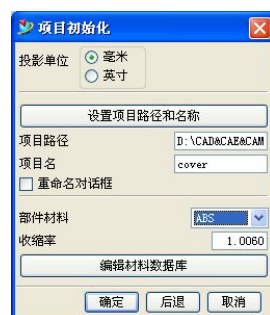 项目初始化
投影单位 毫米
英寸
设置项目路径和名称
项目路径 D:\CAD&CAE&CAM
项目名 cover
重命名对话框
部件材料 ABS
收缩率 1.0060
编辑材料数据库
确定 后退 取消